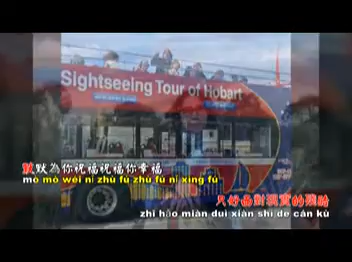 Sightseeing Tour of Hobart
默默為你祝福祝福你幸福
mò mò wèi nǐ zhù fú zhù fú nǐ xìng fú
只好面對現實的殘酷
zhǐ hǎo miàn duì xiàn shí de cán kù